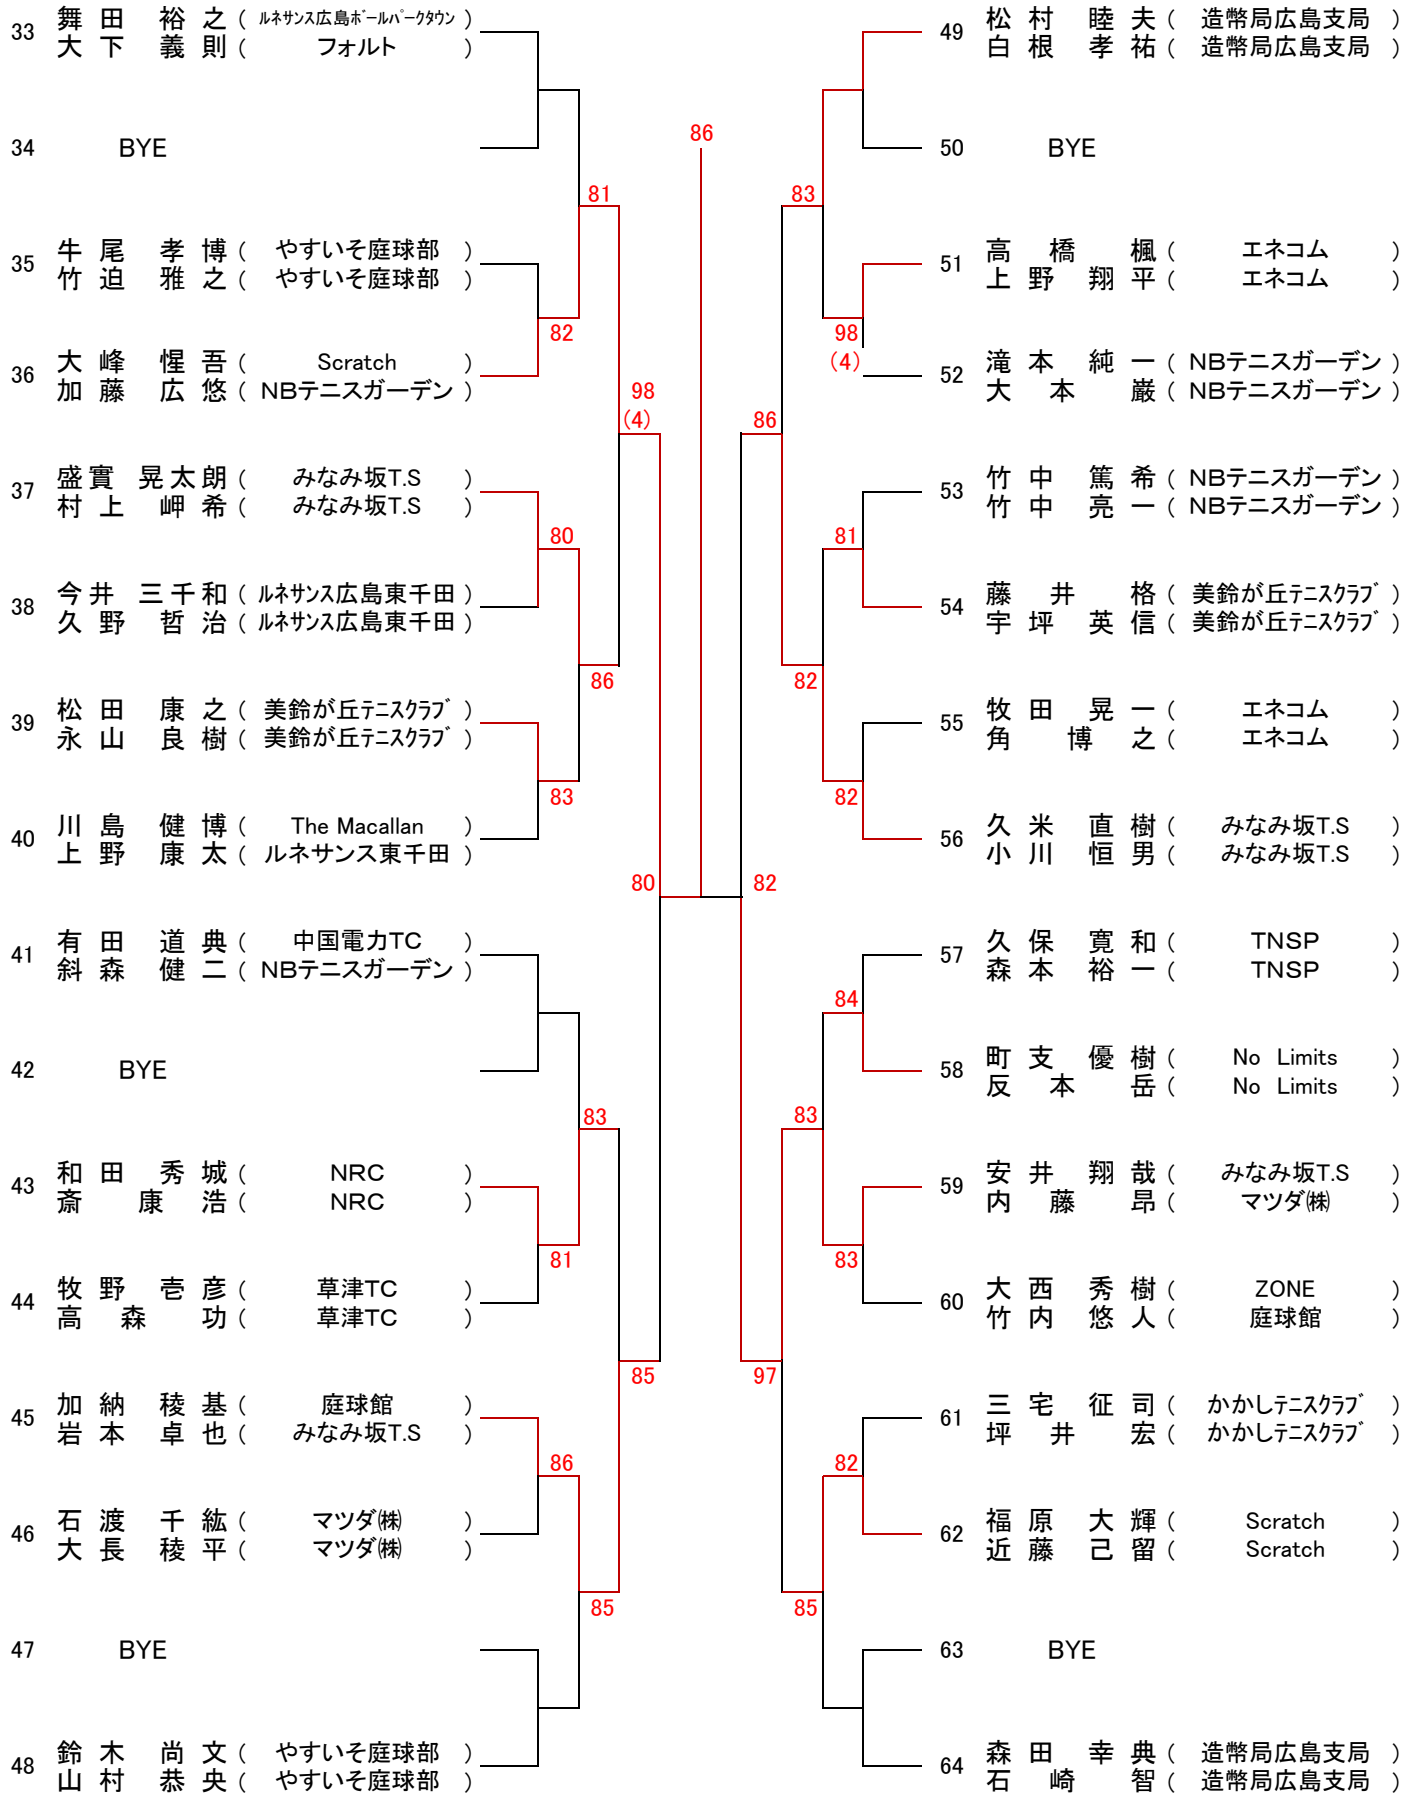 33 舞田 裕之 ( ルネサンス広島ボールパークタウン )
大下 義則 ( フォルト )
34 BYE
81
35 牛尾 孝博 ( やすいそ庭球部 )
竹迫 雅之 ( やすいそ庭球部 )
82
36 大峰 惺吾 ( Scratch )
加藤 広悠 ( NBテニスガーデン )
98
(4)
37 盛實 晃太朗 ( みなみ坂T.S )
村上 岬希 ( みなみ坂T.S )
80
38 今井 三千和 ( ルネサンス広島東千田 )
久野 哲治 ( ルネサンス広島東千田 )
86
39 松田 康之 ( 美鈴が丘テニスクラブ )
永山 良樹 ( 美鈴が丘テニスクラブ )
83
40 川島 健博 ( The Macallan )
上野 康太 ( ルネサンス東千田 )
80
41 有田 道典 ( 中国電力TC )
斜森 健二 ( NBテニスガーデン )
42 BYE
83
43 和田 秀城 ( NRC )
斎 康浩 ( NRC )
81
44 牧野 壱彦 ( 草津TC )
高森 功 ( 草津TC )
85
45 加納 稜基 ( 庭球館 )
岩本 卓也 ( みなみ坂T.S )
86
46 石渡 千紘 ( マツダ㈱ )
大長 稜平 ( マツダ㈱ )
85
47 BYE
48 鈴木 尚文 ( やすいそ庭球部 )
山村 恭央 ( やすいそ庭球部 )
86
49 松村 睦夫 ( 造幣局広島支局 )
白根 孝祐 ( 造幣局広島支局 )
50 BYE
83
51 高橋 楓 ( エネコム )
上野 翔平 ( エネコム )
98
(4)
52 滝本 純一 ( NBテニスガーデン )
大本 巌 ( NBテニスガーデン )
86
53 竹中 篤希 ( NBテニスガーデン )
竹中 亮一 ( NBテニスガーデン )
81
54 藤井 格 ( 美鈴が丘テニスクラブ )
宇坪 英信 ( 美鈴が丘テニスクラブ )
82
55 牧田 晃一 ( エネコム )
角 博之 ( エネコム )
82
56 久米 直樹 ( みなみ坂T.S )
小川 恒男 ( みなみ坂T.S )
82
57 久保 寛和 ( TNSP )
森本 裕一 ( TNSP )
84
58 町支 優樹 ( No Limits )
反本 岳 ( No Limits )
83
59 安井 翔哉 ( みなみ坂T.S )
内藤 昂 ( マツダ㈱ )
83
60 大西 秀樹 ( ZONE )
竹内 悠人 ( 庭球館 )
97
61 三宅 征司 ( かかしテニスクラブ )
坪井 宏 ( かかしテニスクラブ )
82
62 福原 大輝 ( Scratch )
近藤 己留 ( Scratch )
85
63 BYE
64 森田 幸典 ( 造幣局広島支局 )
石崎 智 ( 造幣局広島支局 )